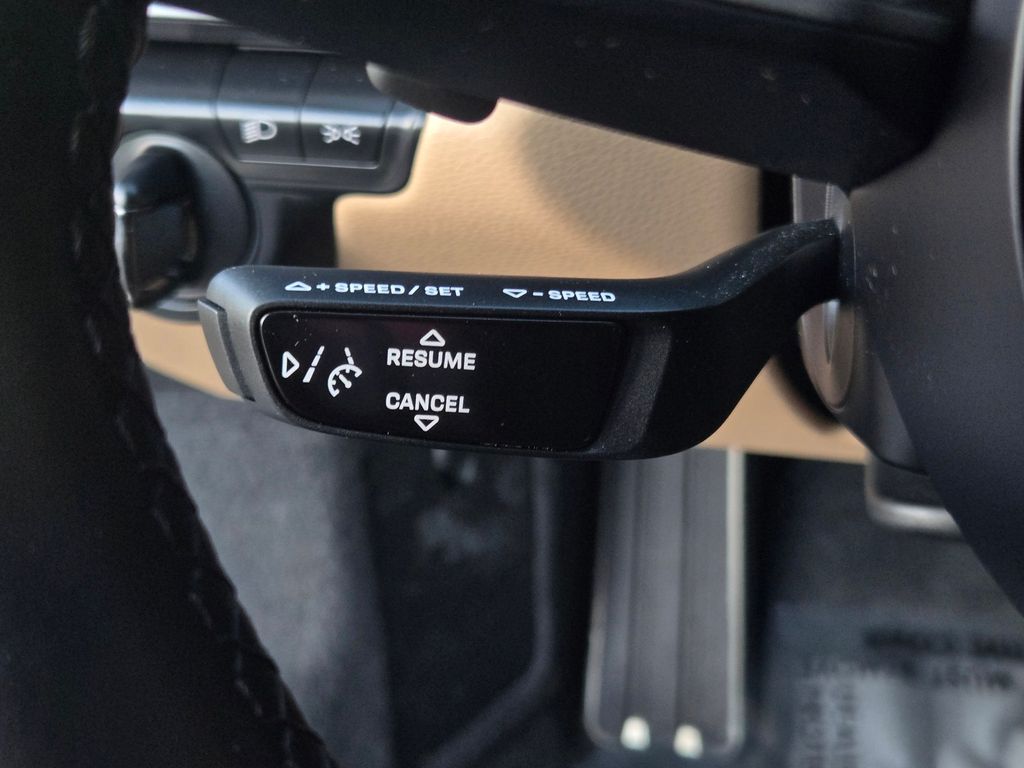 + SPEED / SET - SPEED
RESUME
CANCEL